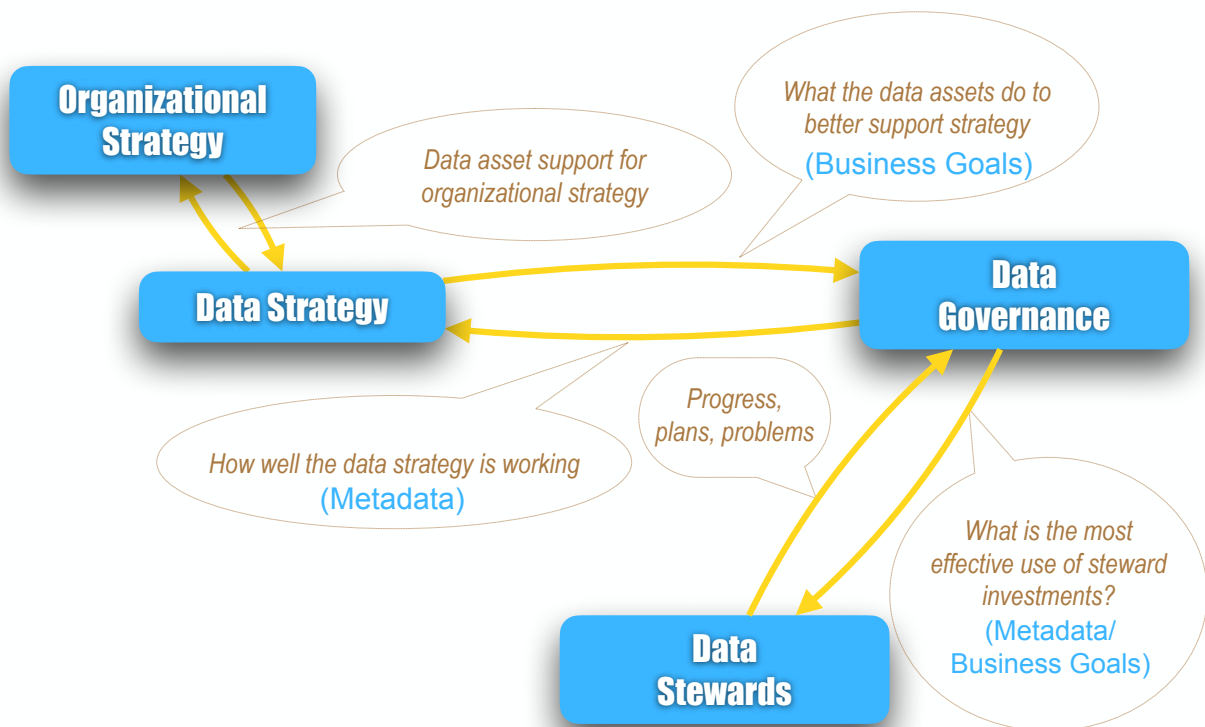 Organizational
Strategy
What the data assets do to
better support strategy
(Business Goals)
Data asset support for
organizational strategy
Data Strategy
Data
Governance
Progress,
plans, problems
How well the data strategy is working
(Metadata)
What is the most
effective use of steward
investments?
(Metadata/
Business Goals)
Data
Stewards